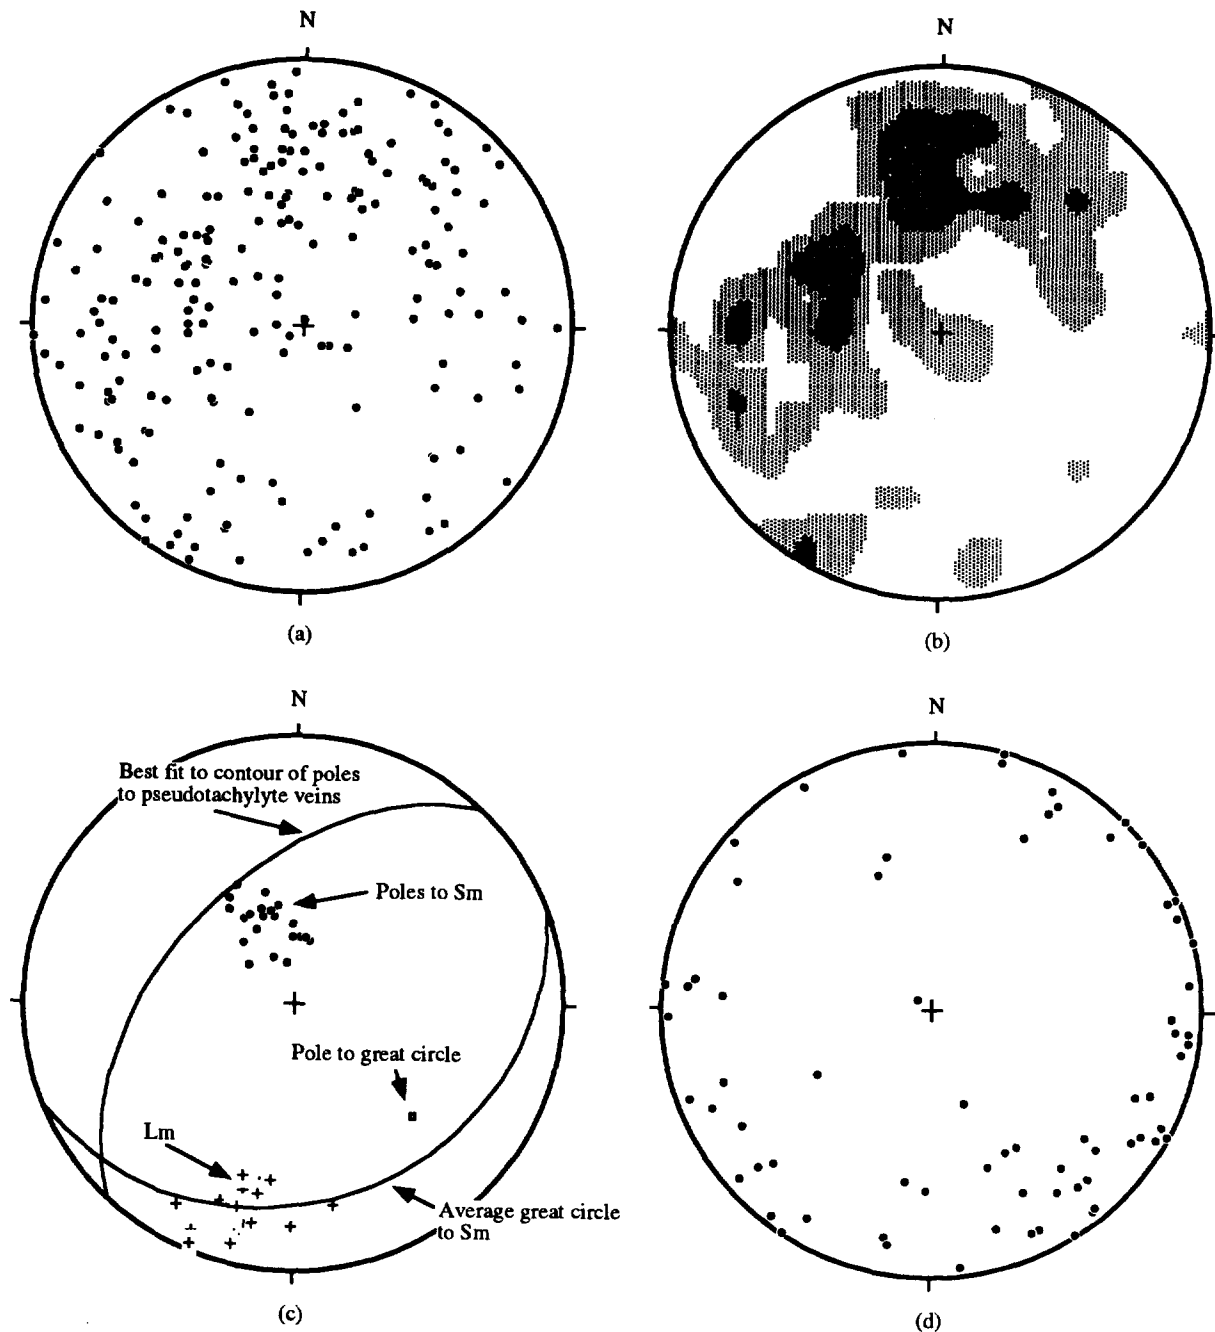 N
N
(a)
(b)
N
N
Best fit to contour of poles
to pseudotachylyte veins
Poles to Sm
Pole to great circle
Lm
Average great circle
to Sm
(c)
(d)